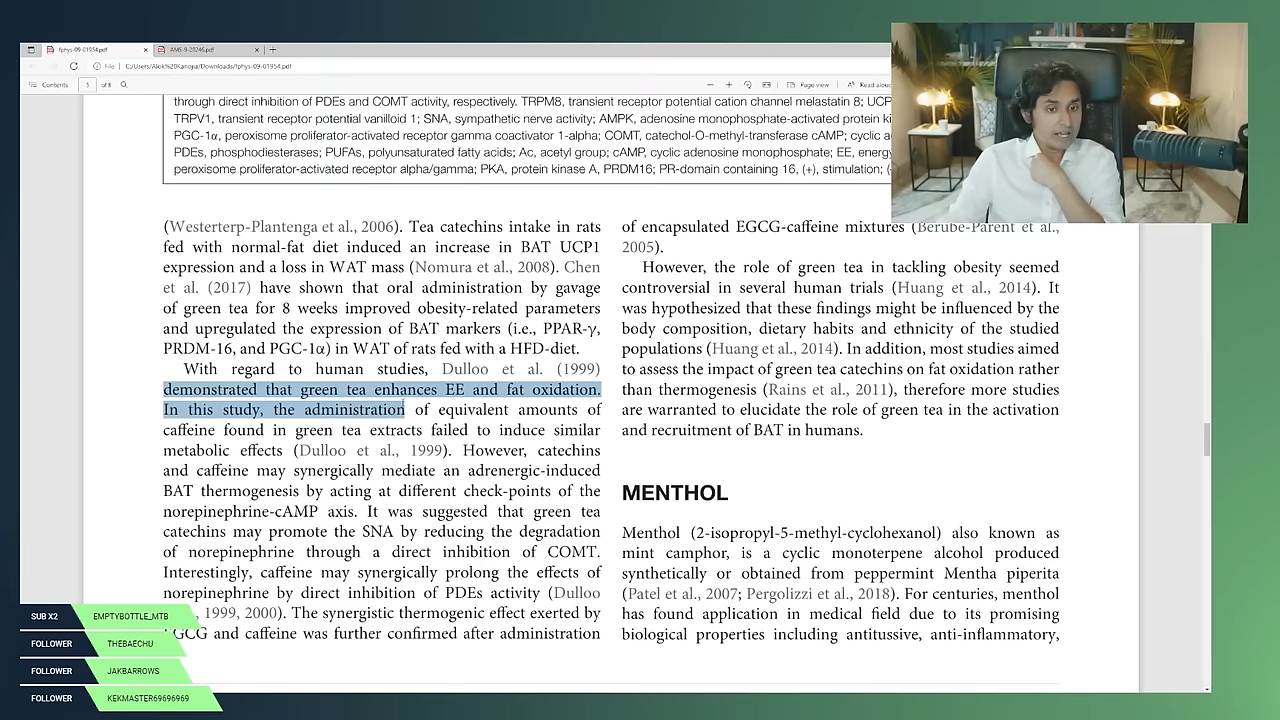 fphys-09-01954.pdf
AMS-9-20246.pdf
File
C:/Users/Alok%20Kanojia/Downloads/fphys-09-01954.pdf
Contents
5
of 8
Page view
Read alou
through direct inhibition of PDEs and COMT activity, respectively. TRPM8, transient receptor potential cation channel melastatin 8; UCP
TRPV1, transient receptor potential vanilloid 1; SNA, sympathetic nerve activity; AMPK, adenosine monophosphate-activated protein ki
PGC-1α, peroxisome proliferator-activated receptor gamma coactivator 1-alpha; COMT, catechol-O-methyl-transferase cAMP; cyclic a
PDEs, phosphodiesterases; PUFAs, polyunsaturated fatty acids; Ac, acetyl group; cAMP, cyclic adenosine monophosphate; EE, energy
peroxisome proliferator-activated receptor alpha/gamma; PKA, protein kinase A, PRDM16; PR-domain containing 16, (+), stimulation; (
(Westerterp-Plantenga et al., 2006). Tea catechins intake in rats
fed with normal-fat diet induced an increase in BAT UCP1
expression and a loss in WAT mass (Nomura et al., 2008). Chen
et al. (2017) have shown that oral administration by gavage
of green tea for 8 weeks improved obesity-related parameters
and upregulated the expression of BAT markers (i.e., PPAR-γ,
PRDM-16, and PGC-1α) in WAT of rats fed with a HFD-diet.
With regard to human studies, Dulloo et al. (1999)
demonstrated that green tea enhances EE and fat oxidation.
In this study, the administration of equivalent amounts of
caffeine found in green tea extracts failed to induce similar
metabolic effects (Dulloo et al., 1999). However, catechins
and caffeine may synergically mediate an adrenergic-induced
BAT thermogenesis by acting at different check-points of the
norepinephrine-cAMP axis. It was suggested that green tea
catechins may promote the SNA by reducing the degradation
of norepinephrine through a direct inhibition of COMT.
Interestingly, caffeine may synergically prolong the effects of
norepinephrine by direct inhibition of PDEs activity (Dulloo
, 1999, 2000). The synergistic thermogenic effect exerted by
EGCG and caffeine was further confirmed after administration
of encapsulated EGCG-caffeine mixtures (Bérubé-Parent et al.,
2005).
However, the role of green tea in tackling obesity seemed
controversial in several human trials (Huang et al., 2014). It
was hypothesized that these findings might be influenced by the
body composition, dietary habits and ethnicity of the studied
populations (Huang et al., 2014). In addition, most studies aimed
to assess the impact of green tea catechins on fat oxidation rather
than thermogenesis (Rains et al., 2011), therefore more studies
are warranted to elucidate the role of green tea in the activation
and recruitment of BAT in humans.
MENTHOL
Menthol (2-isopropyl-5-methyl-cyclohexanol) also known as
mint camphor, is a cyclic monoterpene alcohol produced
synthetically or obtained from peppermint Mentha piperita
(Patel et al., 2007; Pergolizzi et al., 2018). For centuries, menthol
has found application in medical field due to its promising
biological properties including antitussive, anti-inflammatory,
SUB X2 EMPTYBOTTLE_MTB
FOLLOWER THEBAECHU
FOLLOWER JAKBARROWS
FOLLOWER KEKMASTER69696969